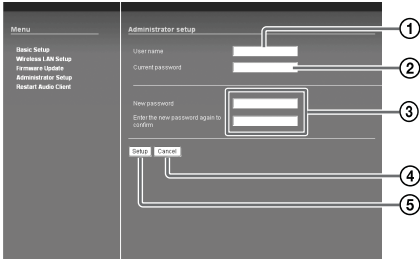 Menu
Basic Setup
Wireless LAN Setup
Firmware Update
Administrator Setup
Restart Audio Client
Administrator setup
User name
Current password
New password
Enter the new password again to
confirm
Setup Cancel
1
2
3
4
5